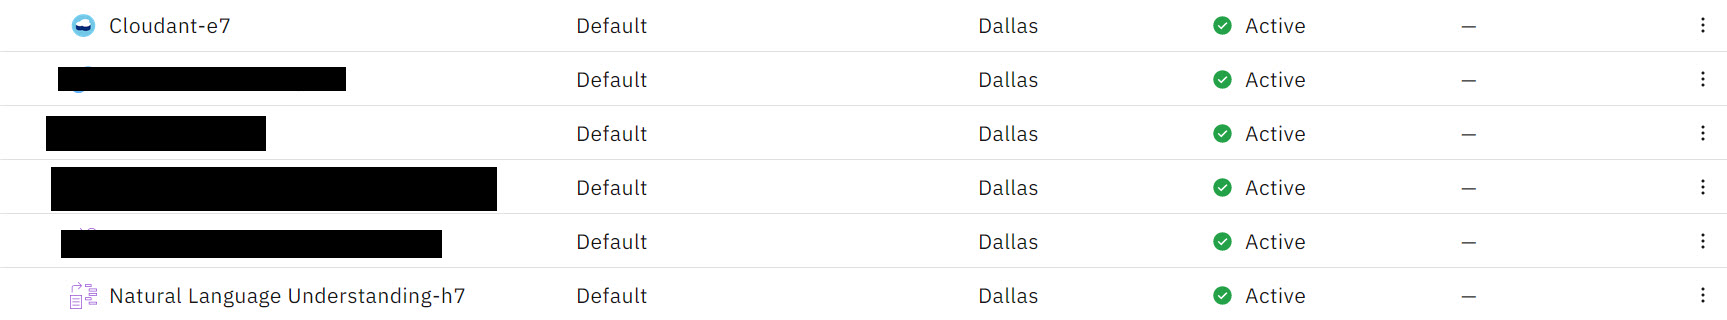 Cloudant-e7 Default Dallas Active —
Default Dallas Active —
Default Dallas Active —
Default Dallas Active —
Default Dallas Active —
Natural Language Understanding-h7 Default Dallas Active —